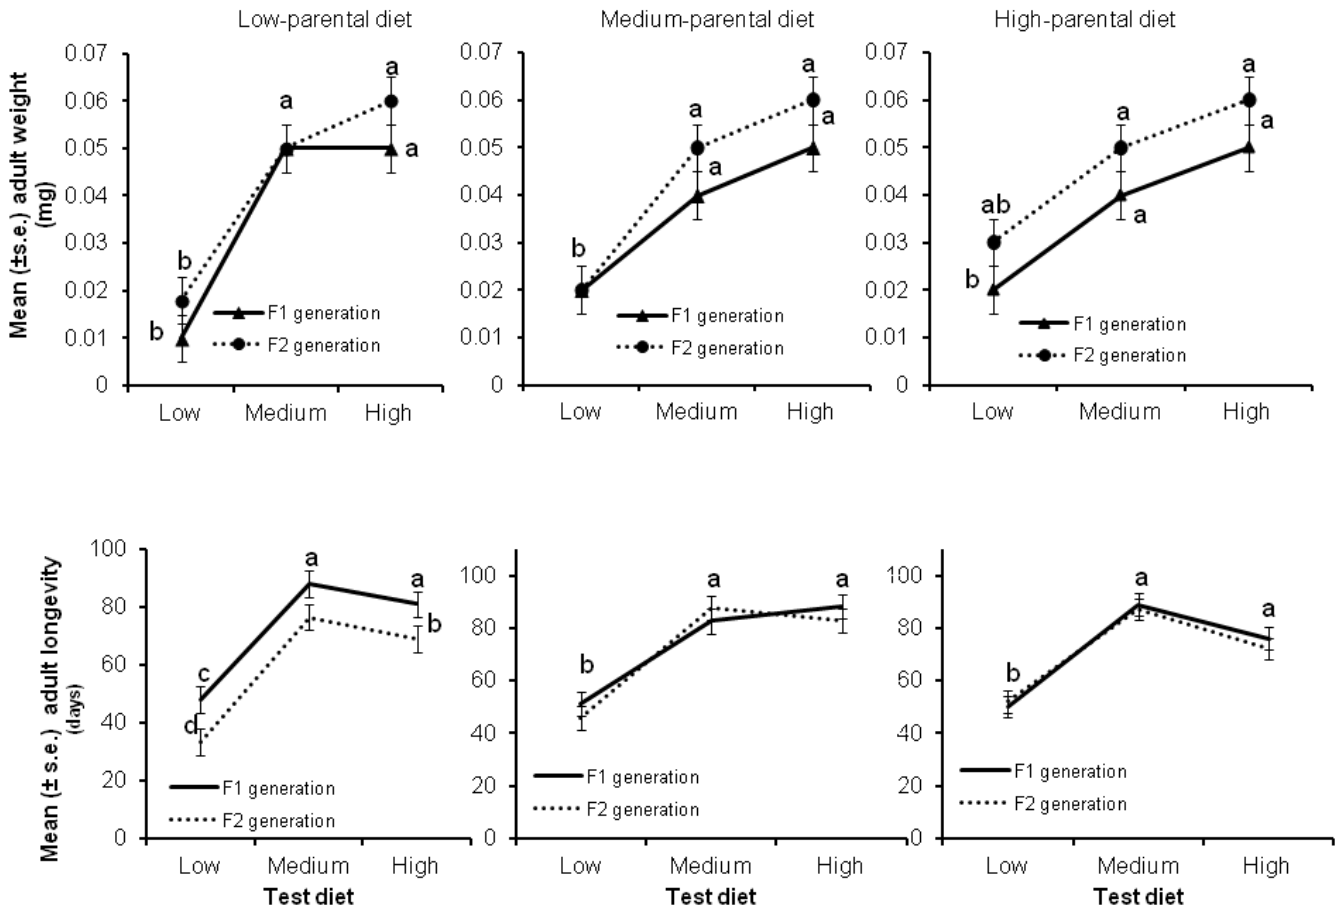 Low-parental diet
Medium-parental diet
High-parental diet
Mean (±s.e.) adult weight
(mg)
0.07
0.06
0.05
0.04
0.03
0.02
0.01
0
b
b
a
a
a
F1 generation
F2 generation
Low Medium High
0.07
0.06
0.05
0.04
0.03
0.02
0.01
0
b
a
a
a
a
F1 generation
F2 generation
Low Medium High
0.07
0.06
0.05
0.04
0.03
0.02
0.01
0
ab
b
a
a
a
a
F1 generation
F2 generation
Low Medium High
Mean (± s.e.) adult longevity
(days)
100
80
60
40
20
0
c
d
a
a
b
F1 generation
F2 generation
Low Medium High
Test diet
100
80
60
40
20
0
b
a
a
F1 generation
F2 generation
Low Medium High
Test diet
100
80
60
40
20
0
b
a
a
F1 generation
F2 generation
Low Medium High
Test diet